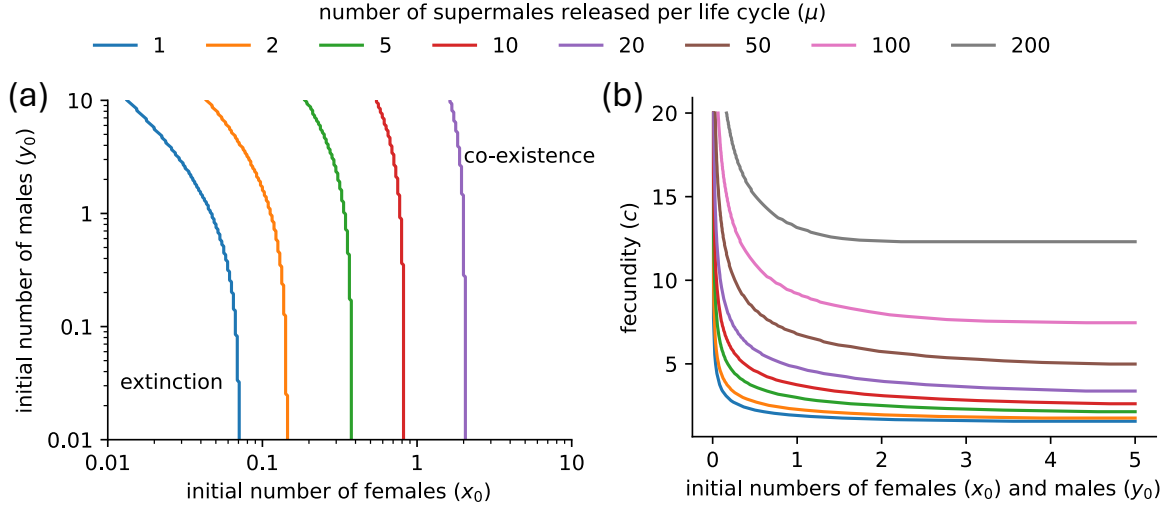 number of supermales released per life cycle (μ)
1 2 5 10 20 50 100 200
(a)
initial number of males (y₀)
10
1
0.1
0.01
co-existence
extinction
0.01 0.1 1 10
initial number of females (x₀)
(b)
fecundity (c)
20
15
10
5
0 1 2 3 4 5
initial numbers of females (x₀) and males (y₀)